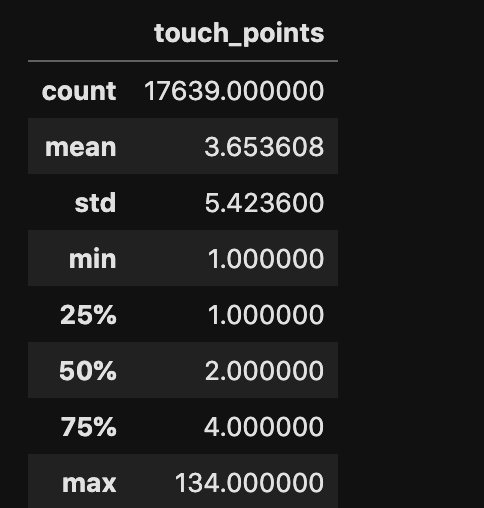 touch_points
count 17639.000000
mean 3.653608
std 5.423600
min 1.000000
25% 1.000000
50% 2.000000
75% 4.000000
max 134.000000